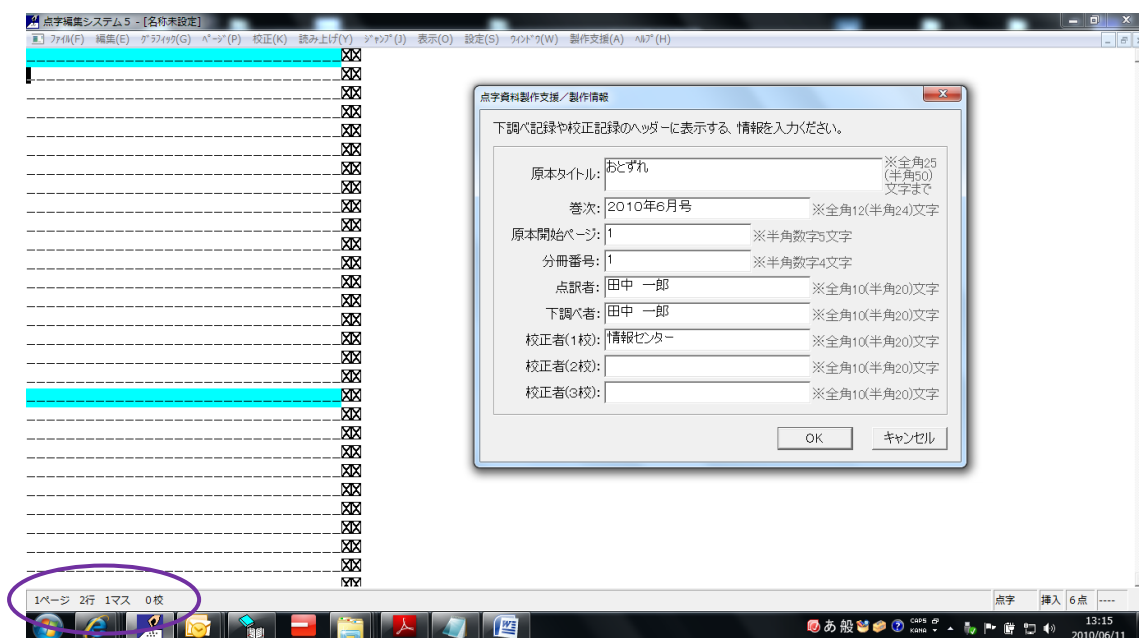 点字編集システム5 - [名称未設定]
ﾌｧｲﾙ(F) 編集(E) ｸﾞﾗﾌｨｯｸ(G) ﾍﾟｰｼﾞ(P) 校正(K) 読み上げ(Y) ｼﾞｬﾝﾌﾟ(J) 表示(O) 設定(S) ｳｨﾝﾄﾞｳ(W) 製作支援(A) ﾍﾙﾌﾟ(H)
点字資料製作支援／製作情報
下調べ記録や校正記録のヘッダーに表示する、情報を入力ください。
原本タイトル: おとずれ ※全角25
(半角50)
文字まで
巻次: 2010年6月号 ※全角12(半角24)文字
原本開始ページ: 1 ※半角数字5文字
分冊番号: 1 ※半角数字4文字
点訳者: 田中 一郎 ※全角10(半角20)文字
下調べ者: 田中 一郎 ※全角10(半角20)文字
校正者(1校): 情報センター ※全角10(半角20)文字
校正者(2校): ※全角10(半角20)文字
校正者(3校): ※全角10(半角20)文字
OK キャンセル
1ページ 2行 1マス 0校 点字 挿入 6点 ----
あ 般 CAPS KANA 13:15
2010/06/11